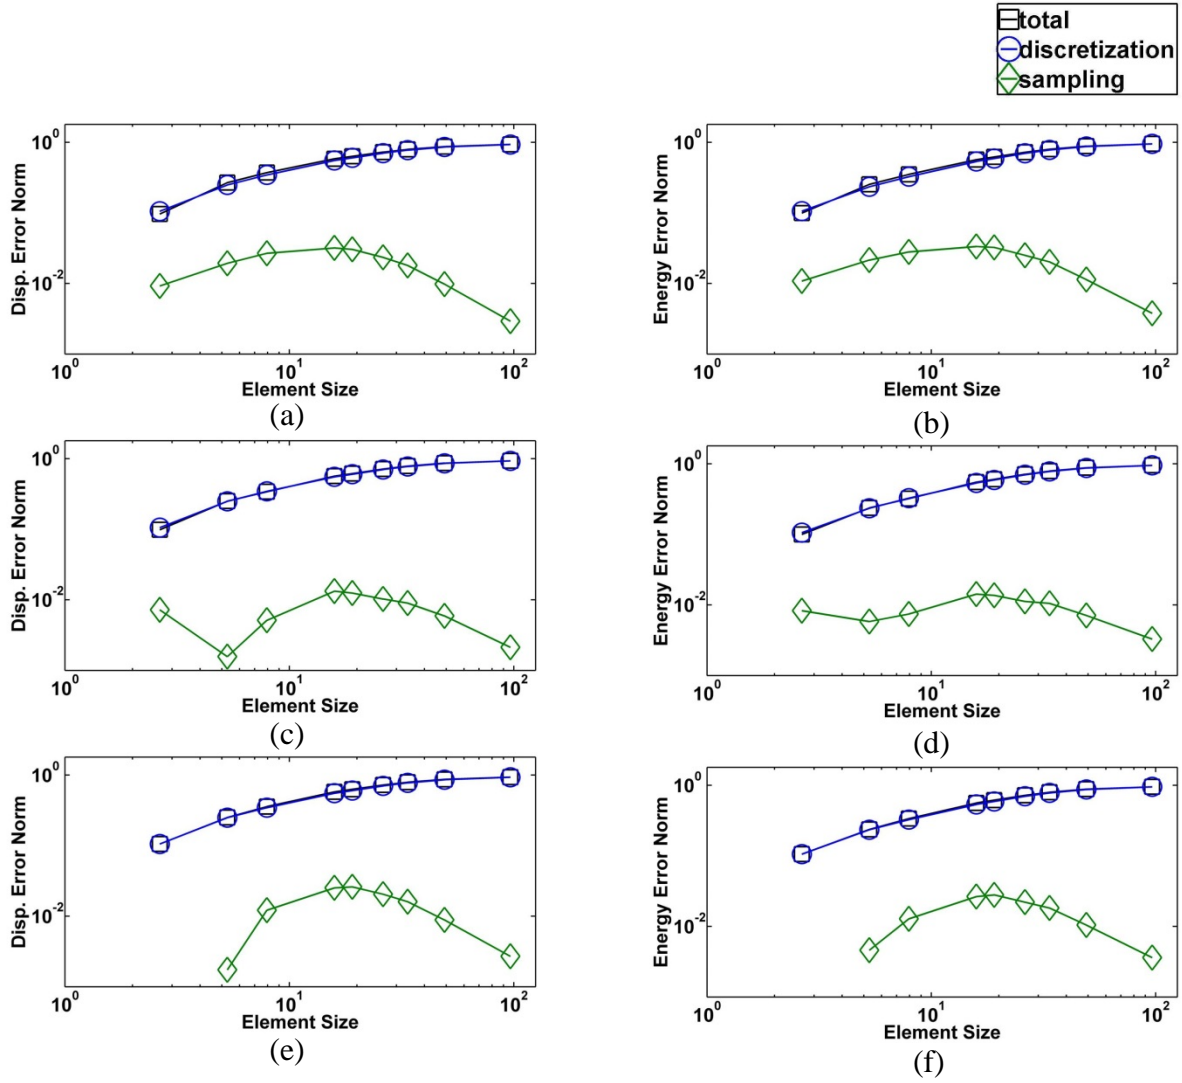 total
discretization
sampling
Disp. Error Norm
10^0
10^-2
10^0
10^1
10^2
Element Size
(a)
Energy Error Norm
10^0
10^-2
10^0
10^1
10^2
Element Size
(b)
Disp. Error Norm
10^0
10^-2
10^0
10^1
10^2
Element Size
(c)
Energy Error Norm
10^0
10^-2
10^0
10^1
10^2
Element Size
(d)
Disp. Error Norm
10^0
10^-2
10^0
10^1
10^2
Element Size
(e)
Energy Error Norm
10^0
10^-2
10^0
10^1
10^2
Element Size
(f)